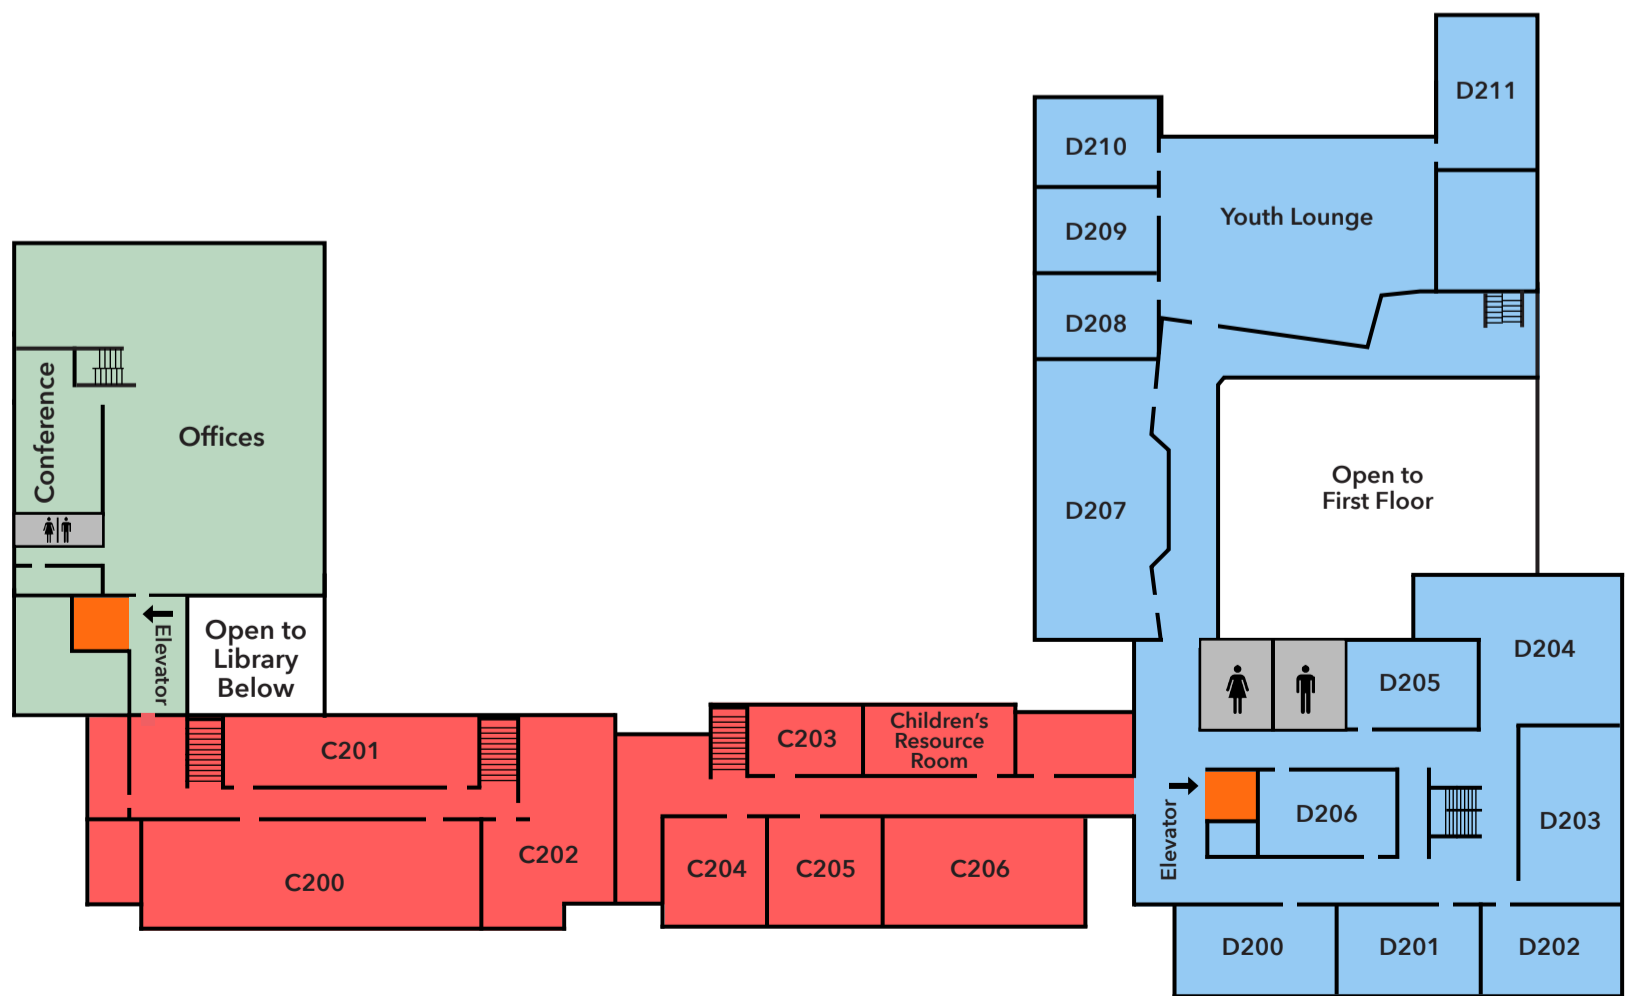 D211
D210
Youth Lounge
D209
D208
Conference
Offices
Open to
First Floor
D207
Elevator
Open to
Library
Below
D204
D205
C201
C203
Children's
Resource
Room
D206
D203
Elevator
C202
C200
C204
C205
C206
D200
D201
D202